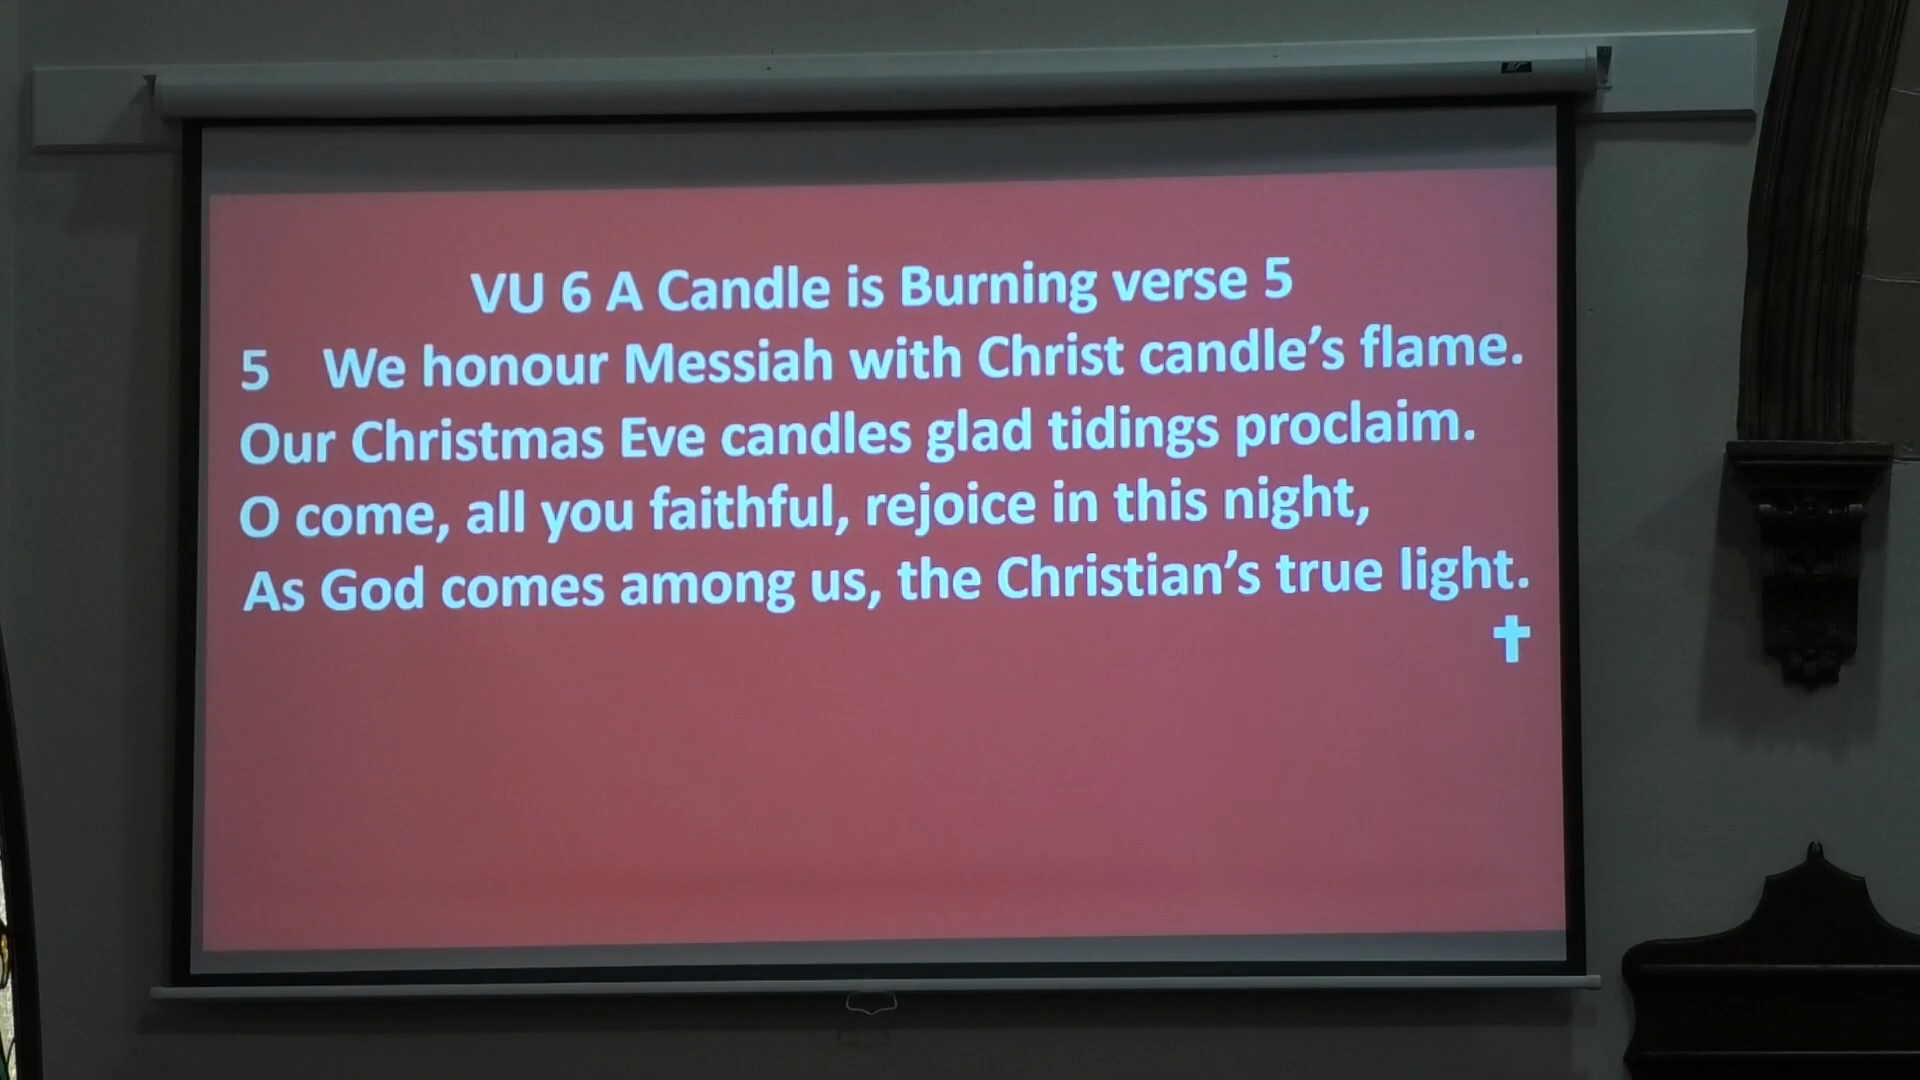 VU 6 A Candle is Burning verse 5
5 We honour Messiah with Christ candle’s flame.
Our Christmas Eve candles glad tidings proclaim.
O come, all you faithful, rejoice in this night,
As God comes among us, the Christian’s true light.
✝